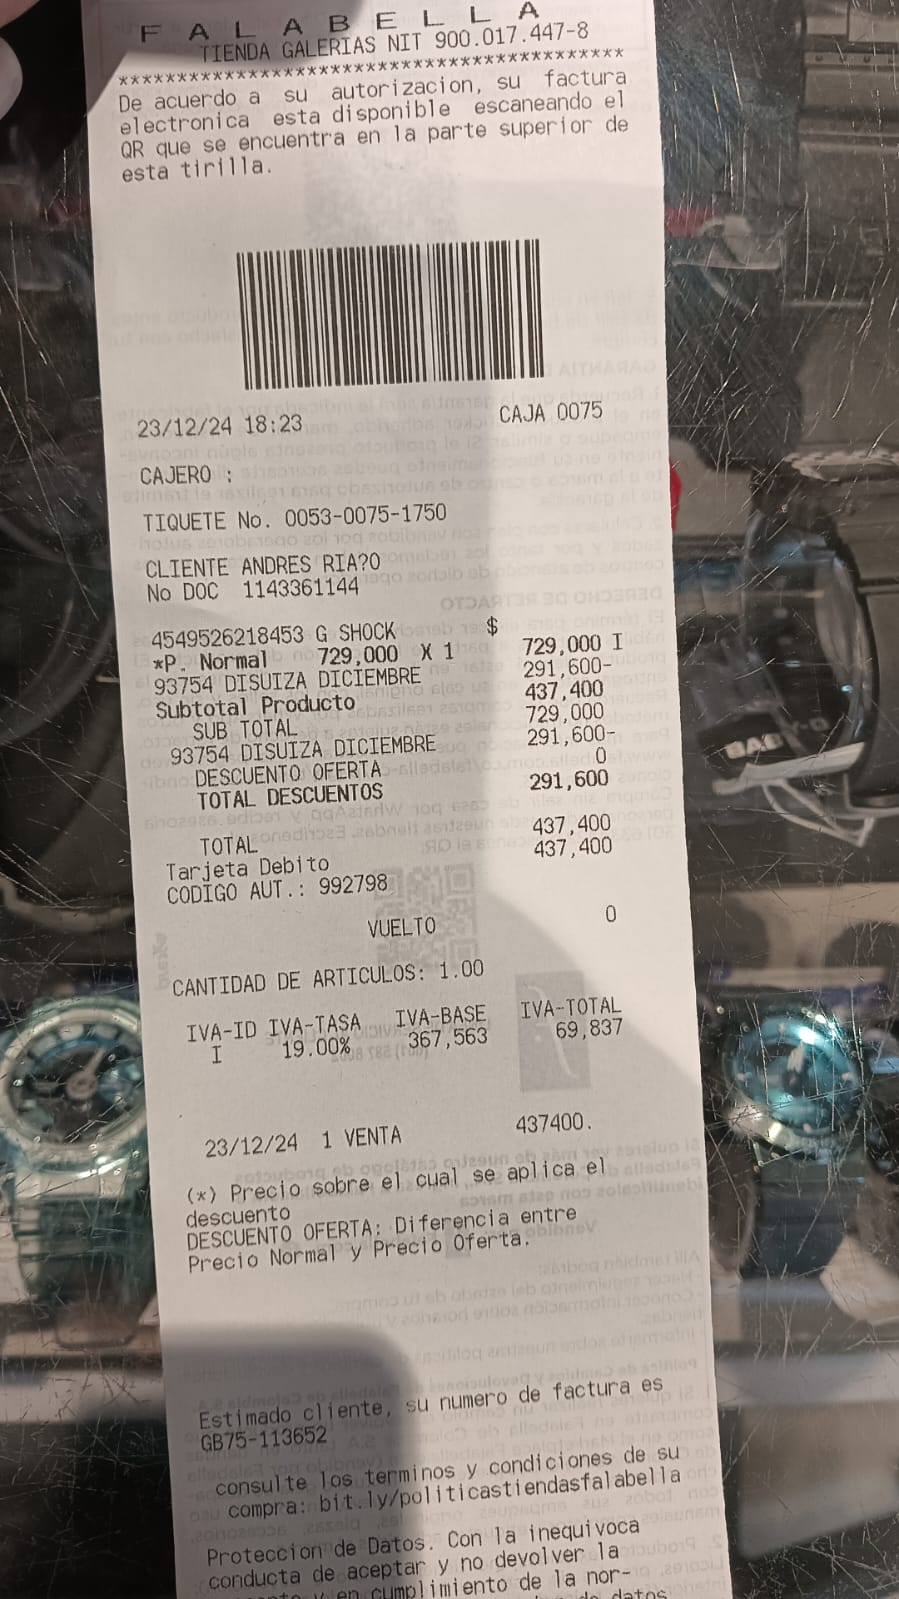 F A L A B E L L A
TIENDA GALERIAS NIT 900.017.447-8
*******************************************
De acuerdo a su autorizacion, su factura
electronica esta disponible escaneando el
QR que se encuentra en la parte superior de
esta tirilla.
23/12/24 18:23 CAJA 0075
CAJERO :
TIQUETE No. 0053-0075-1750
CLIENTE ANDRES RIA?O
No DOC 1143361144
$
4549526218453 G SHOCK 729,000 I
*P. Normal 729,000 X 1
93754 DISUIZA DICIEMBRE 291,600-
Subtotal Producto 437,400
SUB TOTAL 729,000
93754 DISUIZA DICIEMBRE 291,600-
DESCUENTO OFERTA 0
TOTAL DESCUENTOS 291,600
TOTAL 437,400
Tarjeta Debito 437,400
CODIGO AUT.: 992798
VUELTO 0
CANTIDAD DE ARTICULOS: 1.00
IVA-ID IVA-TASA IVA-BASE IVA-TOTAL
I 19.00% 367,563 69,837
23/12/24 1 VENTA 437400.
(*) Precio sobre el cual se aplica el
descuento
DESCUENTO OFERTA: Diferencia entre
Precio Normal y Precio Oferta.
Estimado cliente, su numero de factura es
GB75-113652
consulte los terminos y condiciones de su
compra: bit.ly/politicastiendasfalabella
Proteccion de Datos. Con la inequivoca
conducta de aceptar y no devolver la
y en cumplimiento de la nor-
de datos